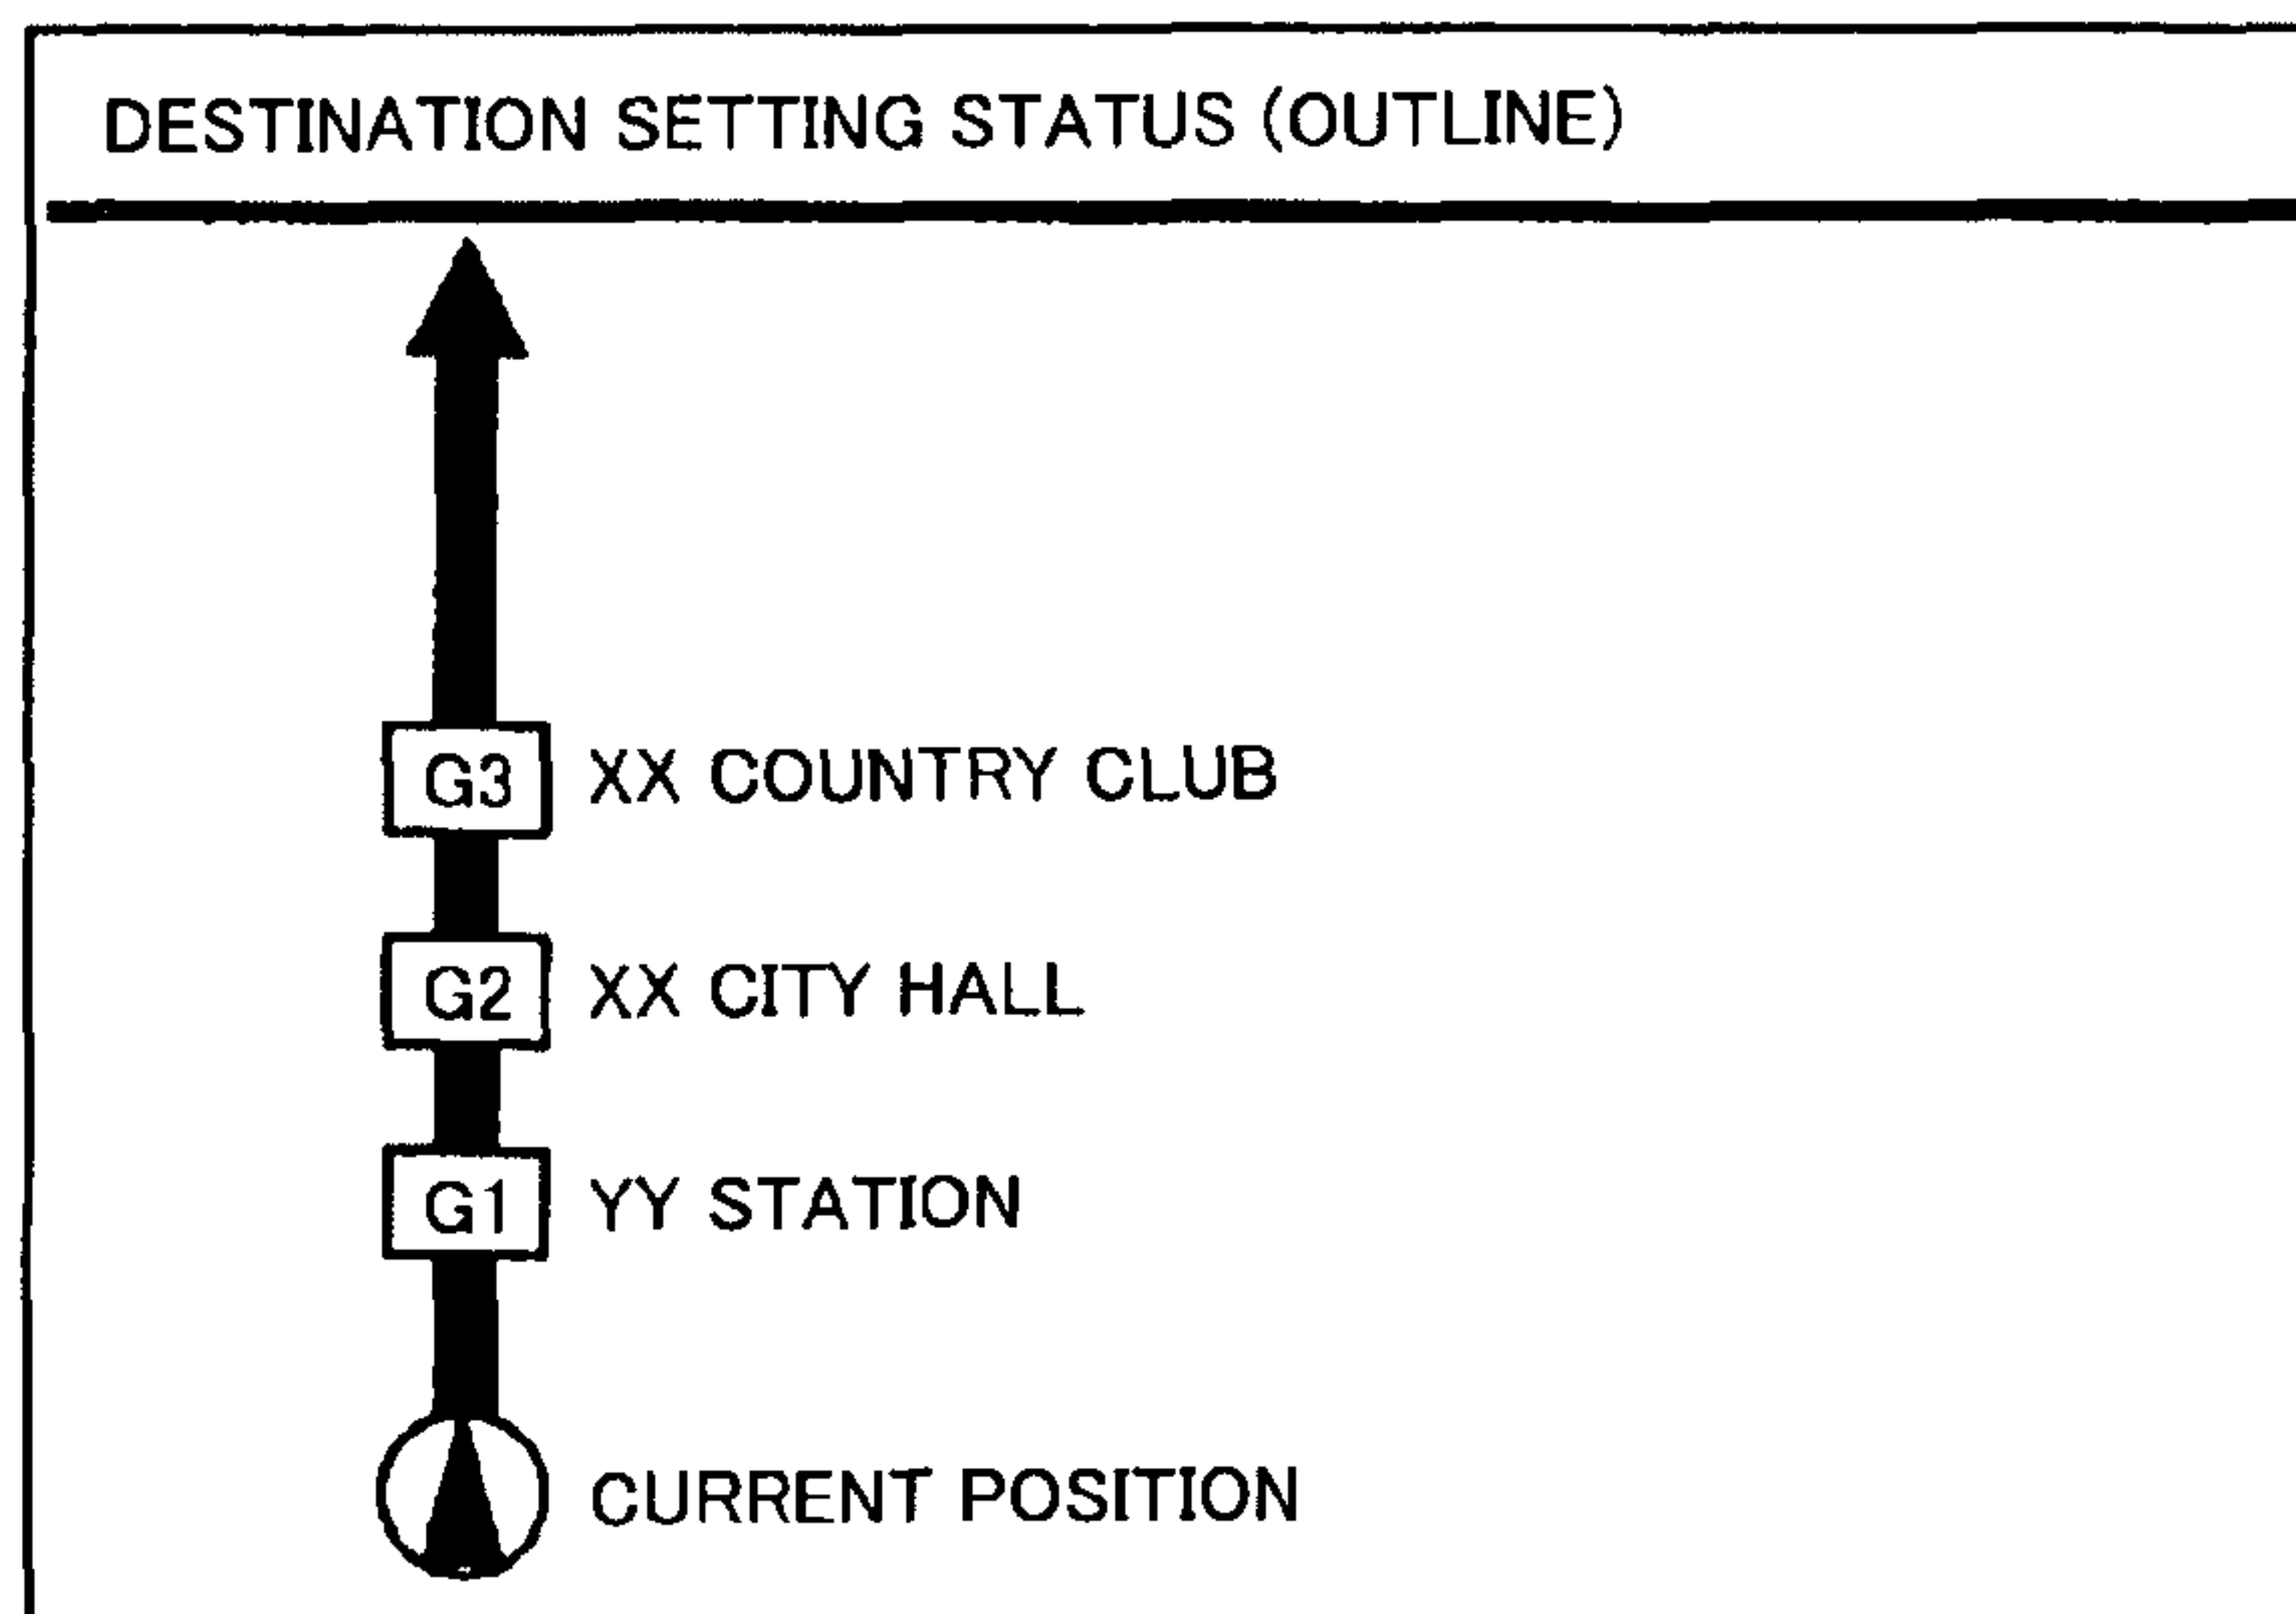 DESTINATION SETTING STATUS (OUTLINE)
G3 XX COUNTRY CLUB
G2 XX CITY HALL
G1 YY STATION
CURRENT POSITION